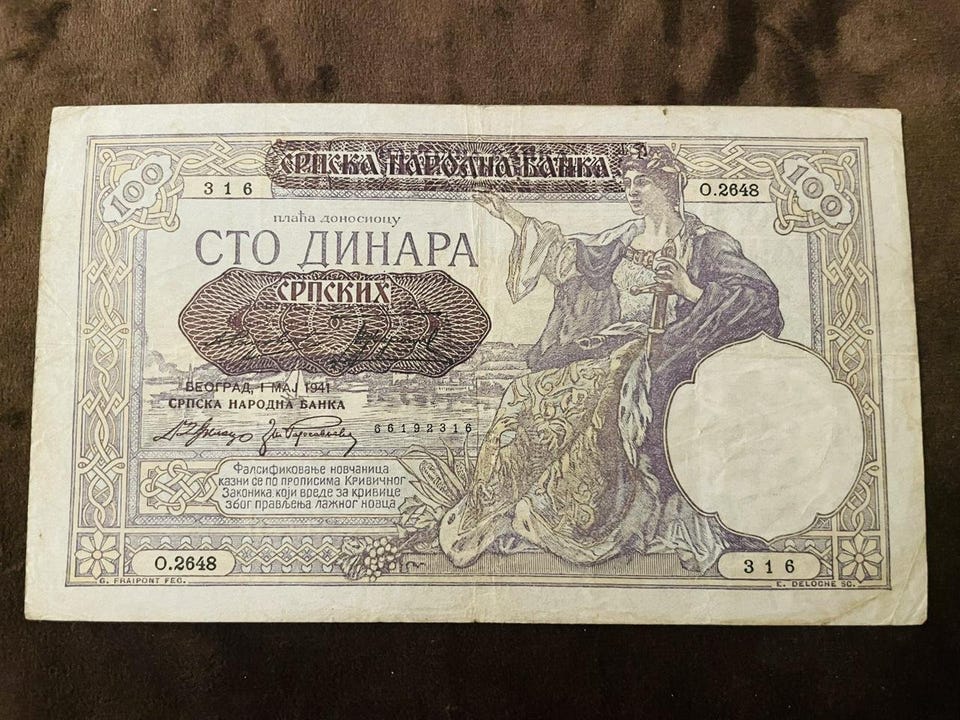 СРПСКА НАРОДНА БАНКА
100
316
О.2648
100
плаћа доносиоцу
СТО ДИНАРА
СРПСКИХ
БЕОГРАД, 1 МАЈ 1941
СРПСКА НАРОДНА БАНКА
66192316
Фалсификовање новчаница
казни се по прописима Кривичног
Законика, који вреде за кривице
због прављења лажног новца
О.2648
316
G. FRAIPONT FEC.
E. DELOCHE SC.